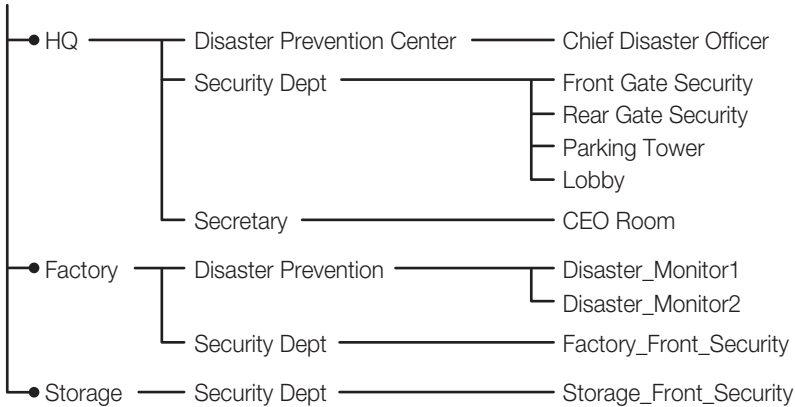 HQ Disaster Prevention Center Chief Disaster Officer
Security Dept Front Gate Security
Rear Gate Security
Parking Tower
Lobby
Secretary CEO Room
Factory Disaster Prevention Disaster_Monitor1
Disaster_Monitor2
Security Dept Factory_Front_Security
Storage Security Dept Storage_Front_Security